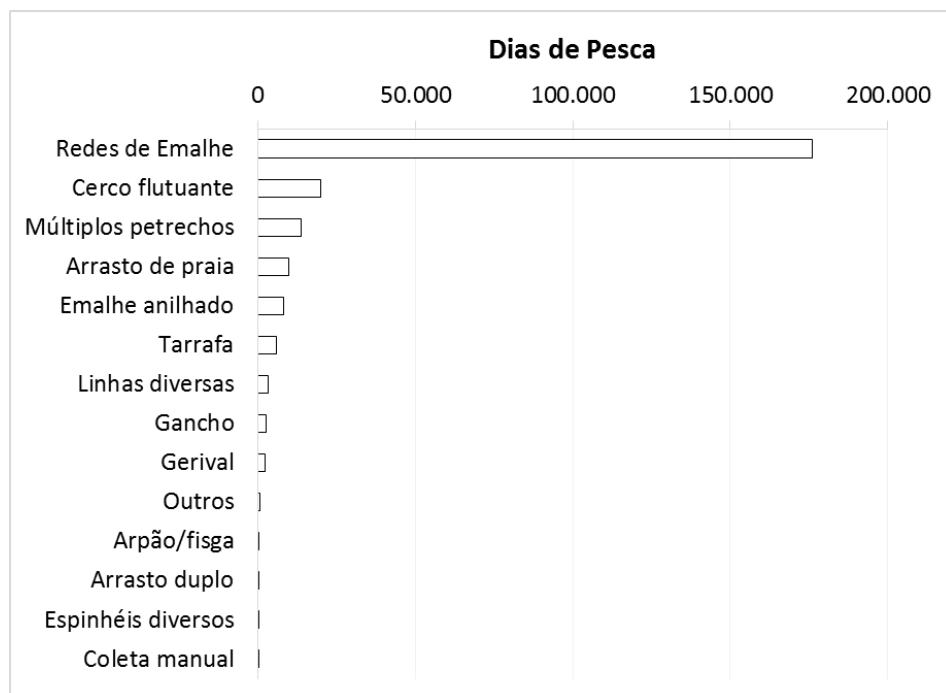 Dias de Pesca
0 50.000 100.000 150.000 200.000
Redes de Emalhe
Cerco flutuante
Múltiplos petrechos
Arrasto de praia
Emalhe anilhado
Tarrafa
Linhas diversas
Gancho
Gerival
Outros
Arpão/fisga
Arrasto duplo
Espinhéis diversos
Coleta manual